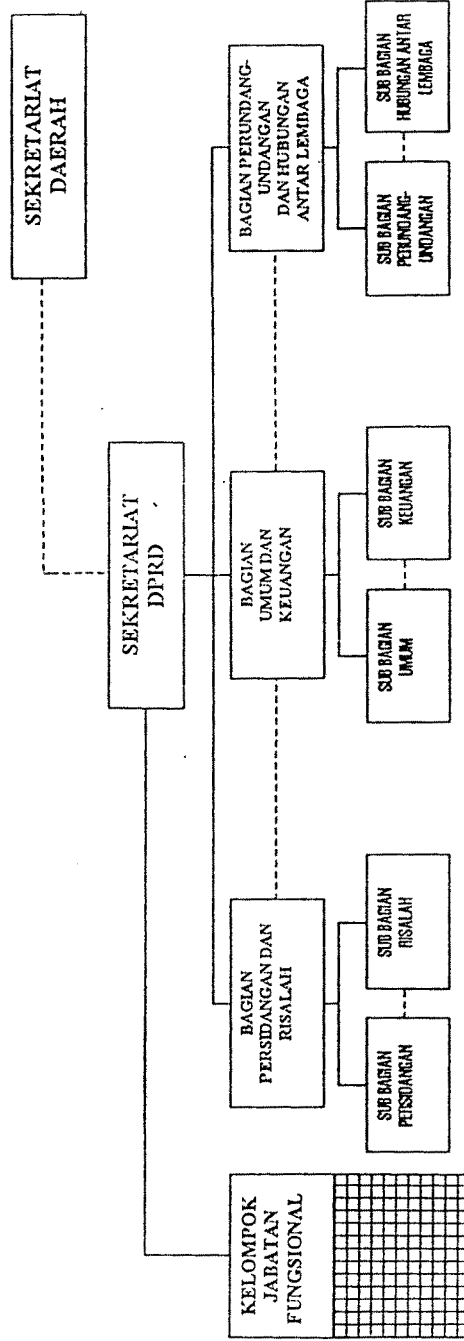 SEKRETARIAT
DAERAH
SEKRETARIAT
DPRD
KELOMPOK
JABATAN
FUNGSIONAL
BAGIAN
PERSIDANGAN DAN
RISALAH
BAGIAN
UMUM DAN
KEUANGAN
BAGIAN PERUNDANG-
UNDANGAN
DAN HUBUNGAN
ANTAR LEMBAGA
SUB BAGIAN
PERSIDANGAN
SUB BAGIAN
RISALAH
SUB BAGIAN
UMUM
SUB BAGIAN
KEUANGAN
SUB BAGIAN
PERUNDANG-
UNDANGAN
SUB BAGIAN
HUBUNGAN ANTAR
LEMBAGA